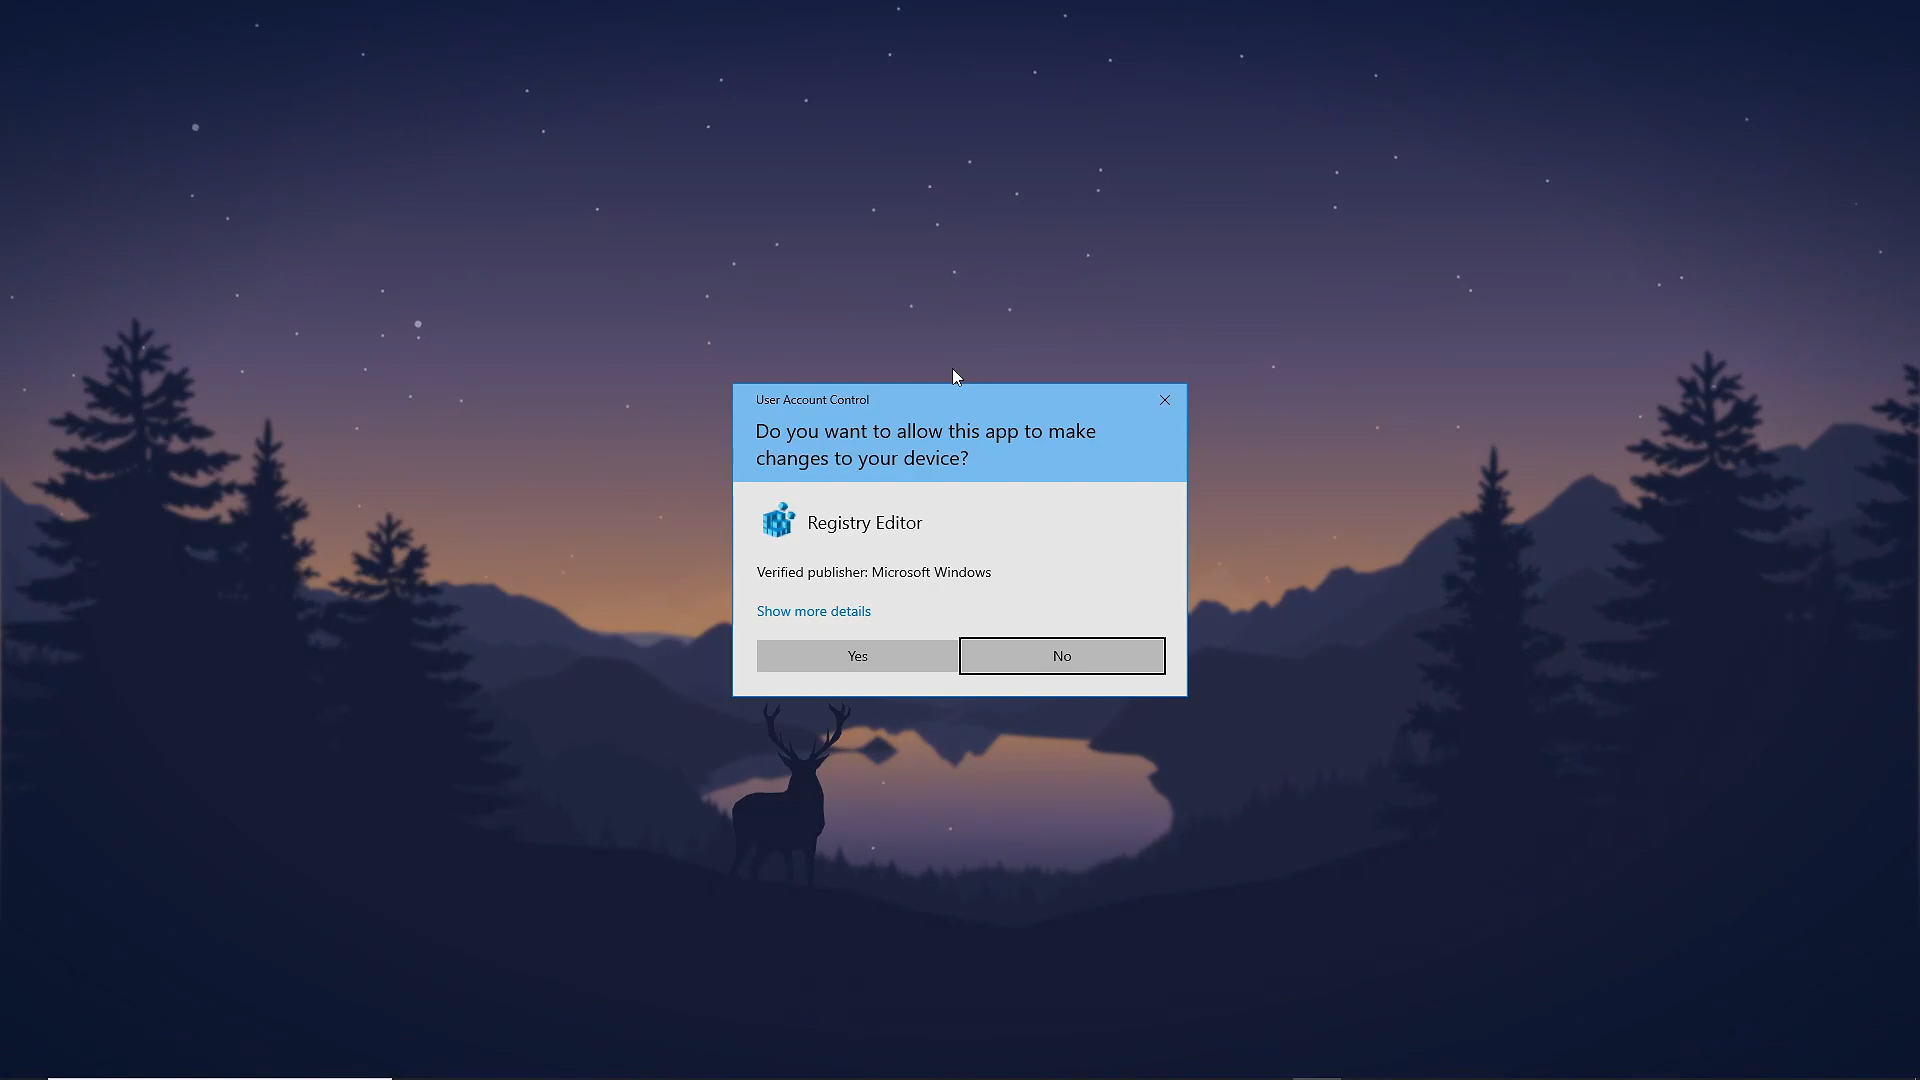 User Account Control
Do you want to allow this app to make
changes to your device?
Registry Editor
Verified publisher: Microsoft Windows
Show more details
Yes
No